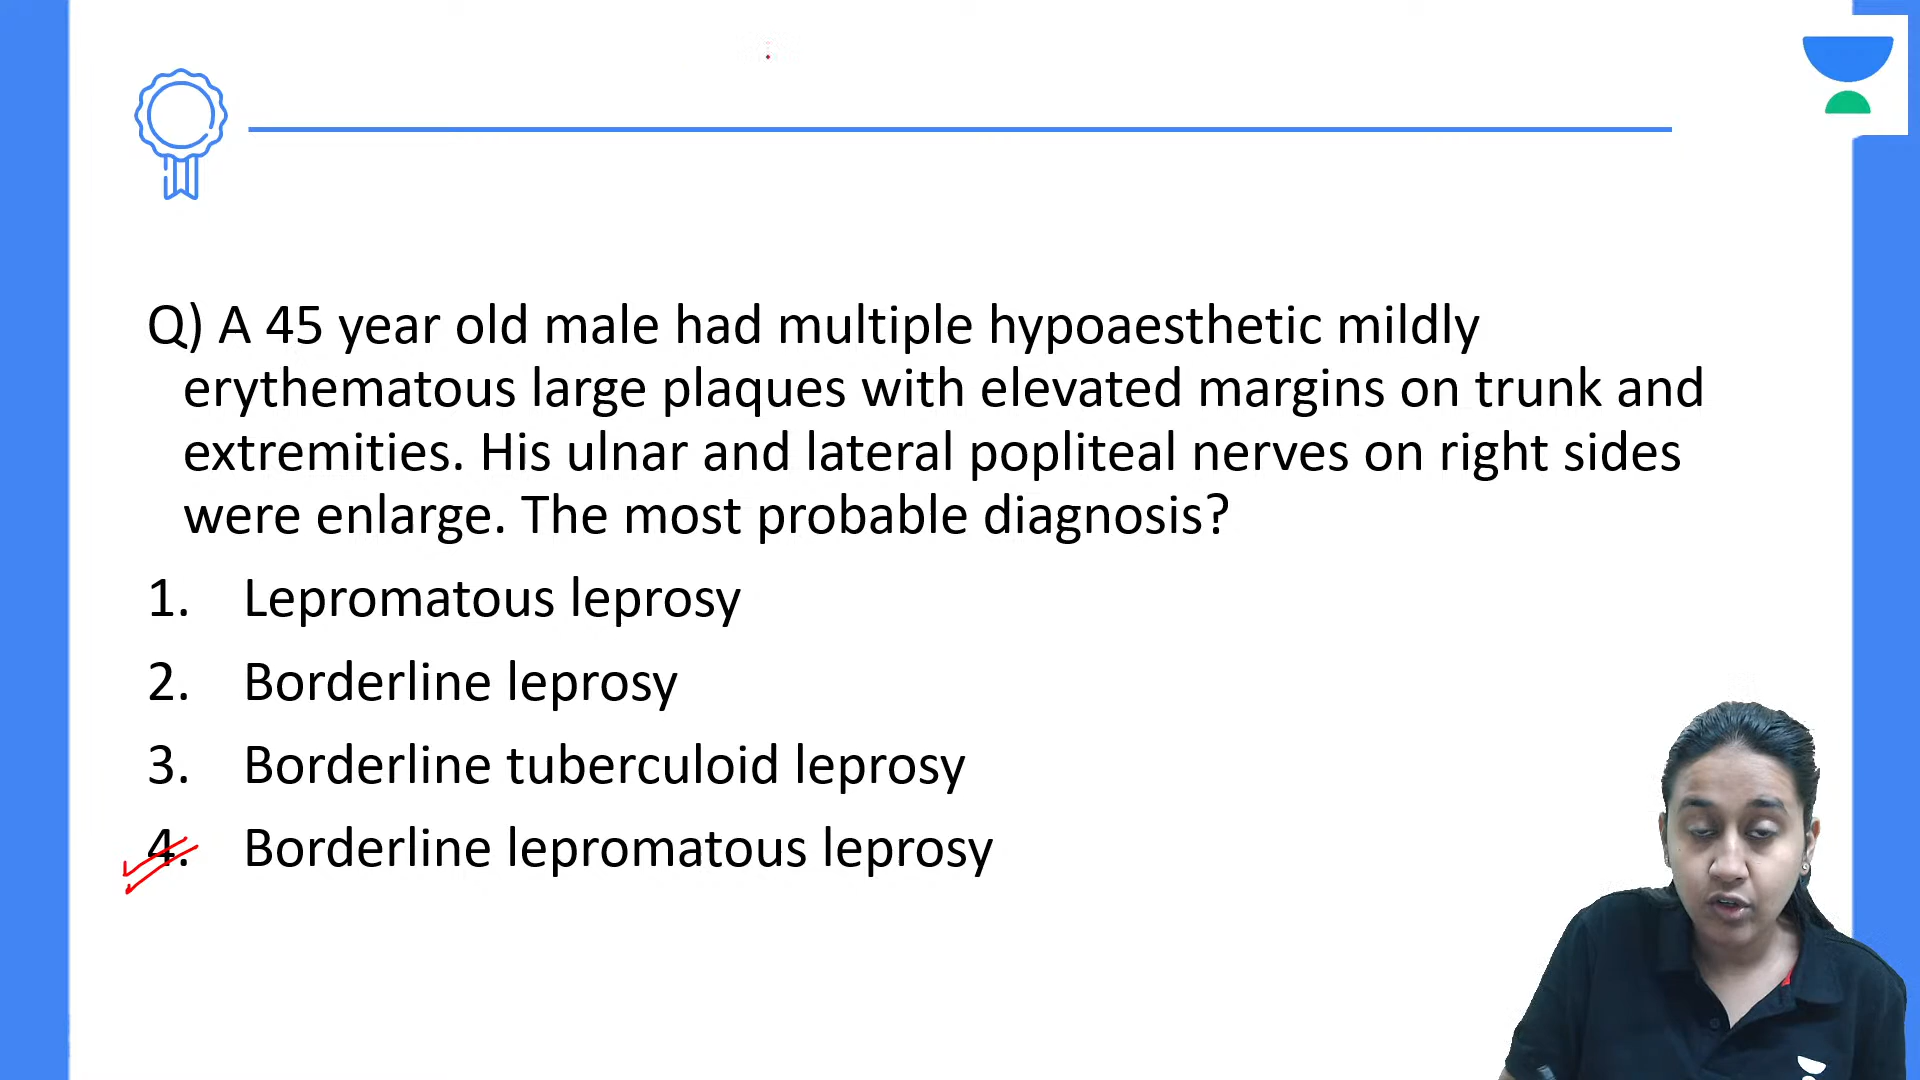 Q) A 45 year old male had multiple hypoaesthetic mildly
erythematous large plaques with elevated margins on trunk and
extremities. His ulnar and lateral popliteal nerves on right sides
were enlarge. The most probable diagnosis?
1. Lepromatous leprosy
2. Borderline leprosy
3. Borderline tuberculoid leprosy
4. Borderline lepromatous leprosy